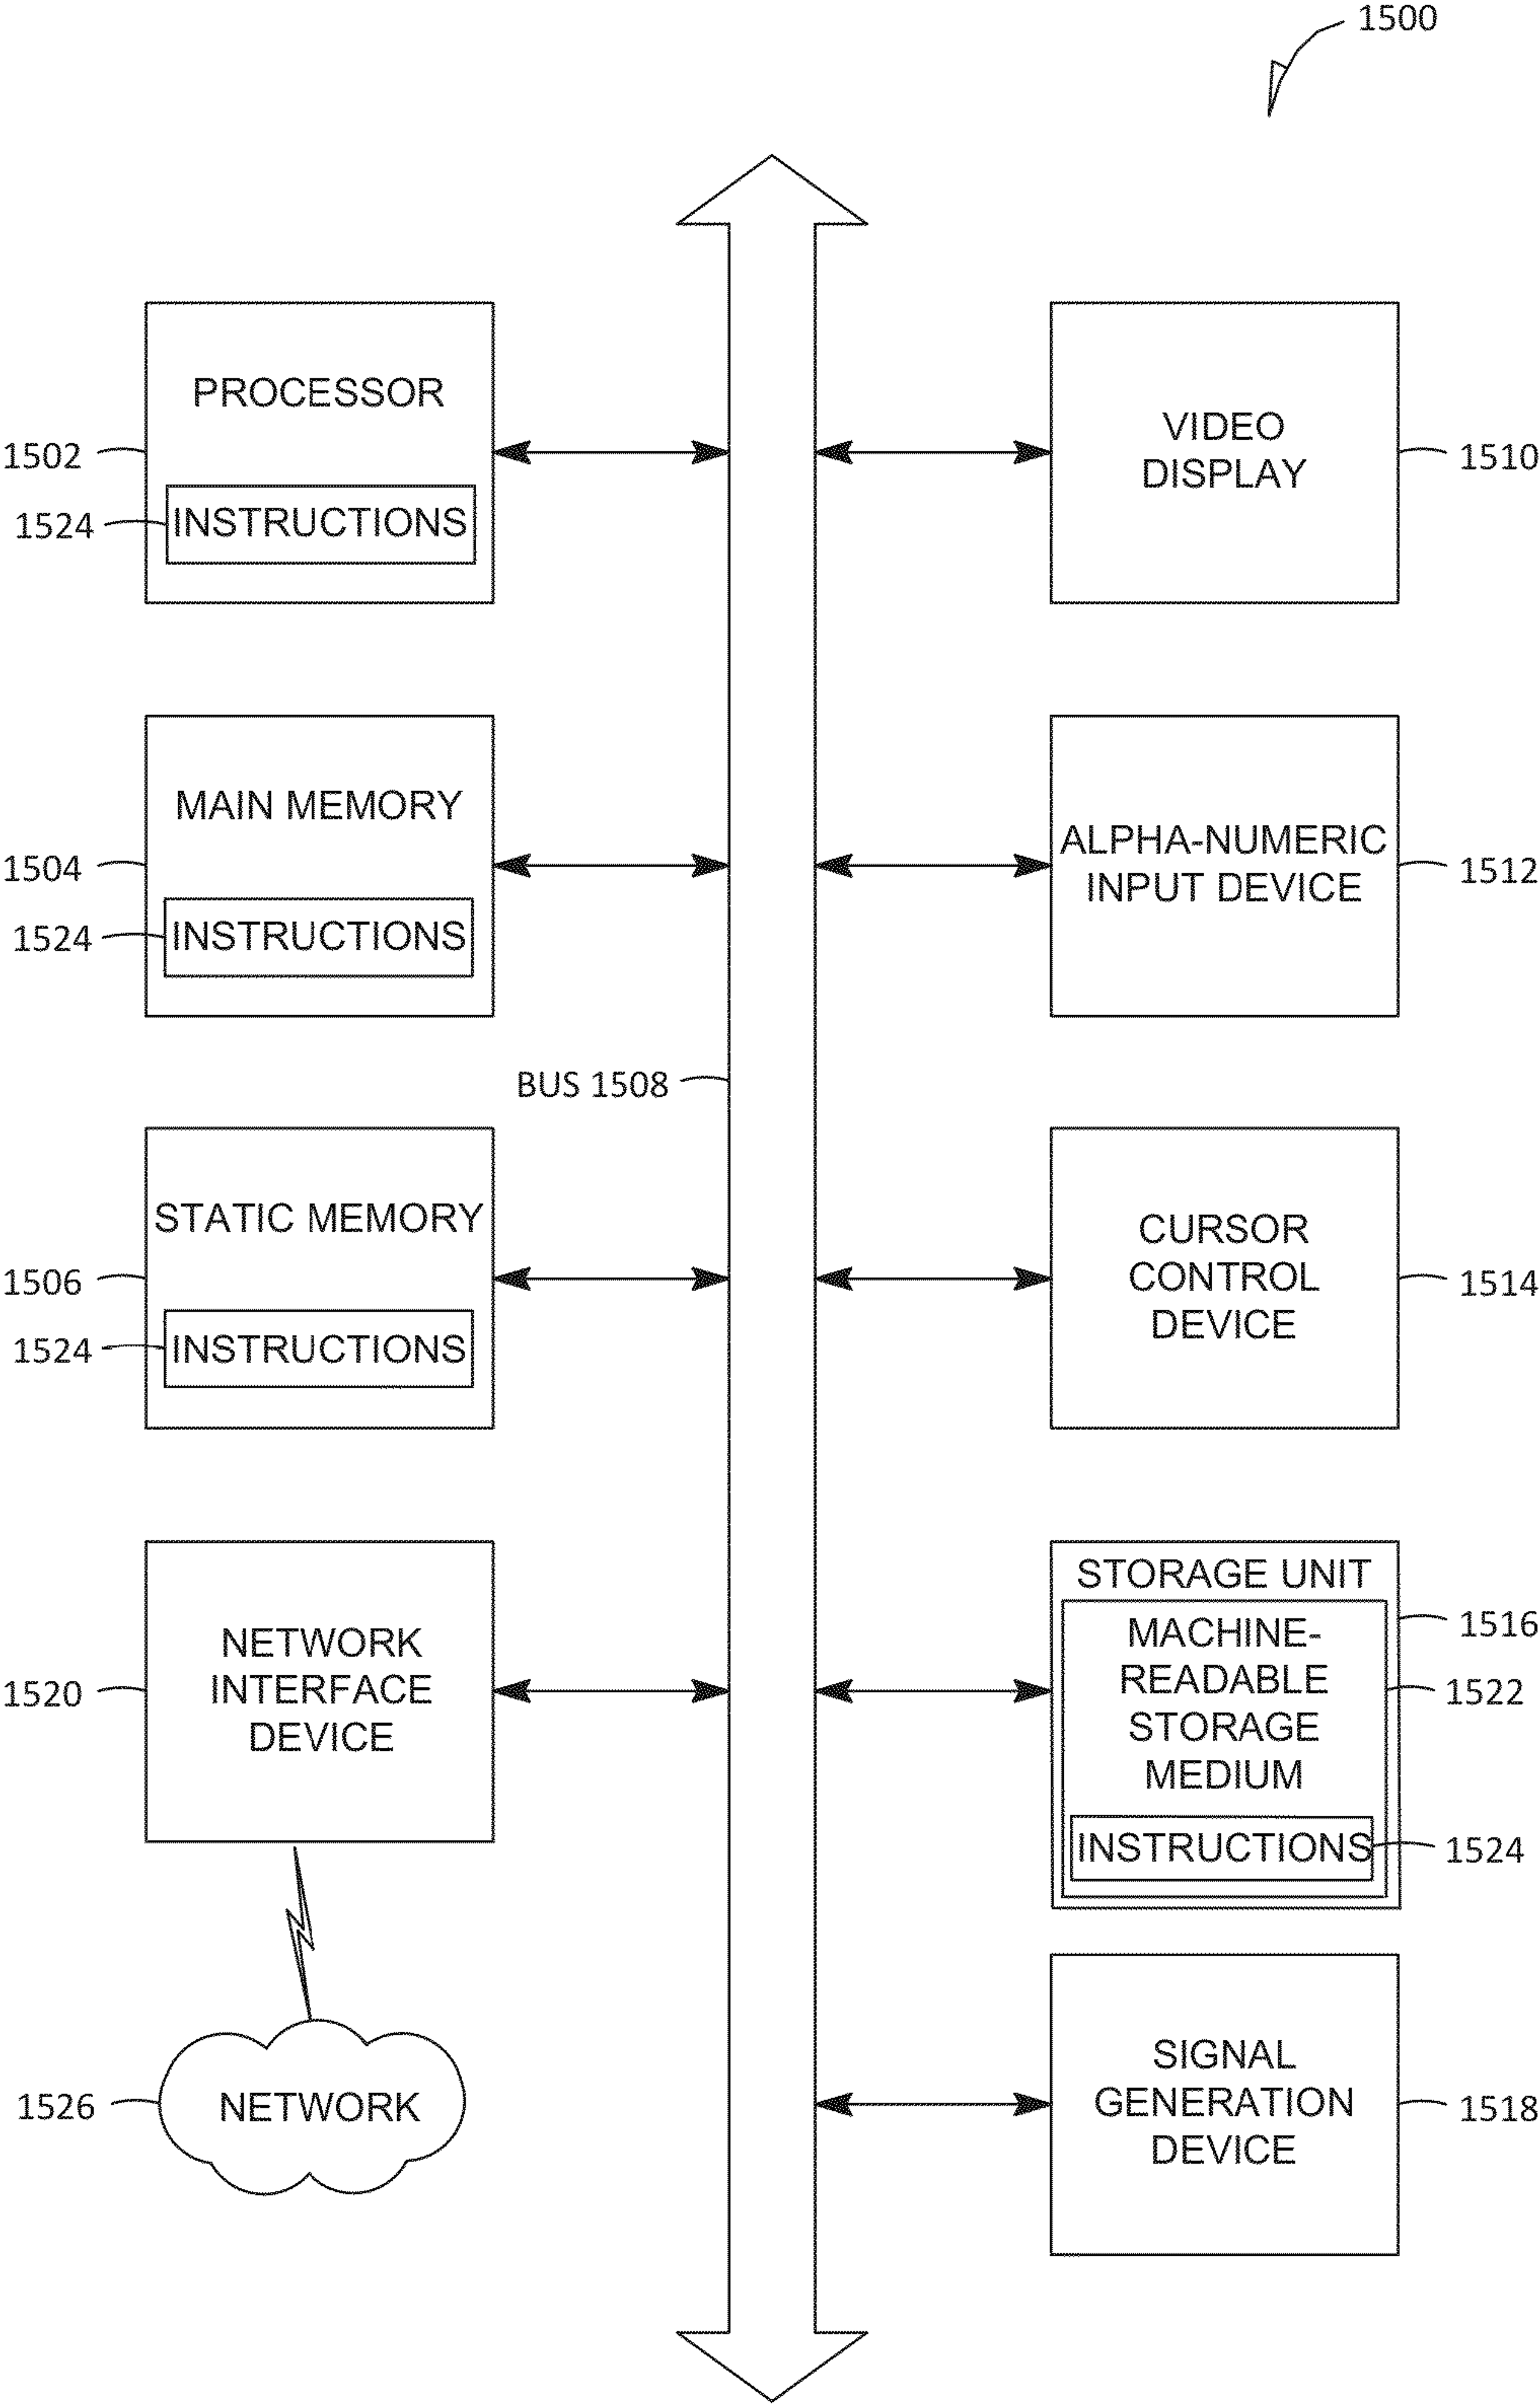 1500
PROCESSOR
1502
1524
INSTRUCTIONS
VIDEO
DISPLAY
1510
MAIN MEMORY
1504
1524
INSTRUCTIONS
ALPHA-NUMERIC
INPUT DEVICE
1512
BUS 1508
STATIC MEMORY
1506
1524
INSTRUCTIONS
CURSOR
CONTROL
DEVICE
1514
NETWORK
INTERFACE
DEVICE
1520
STORAGE UNIT
1516
MACHINE-
READABLE
STORAGE
MEDIUM
1522
INSTRUCTIONS
1524
1526
NETWORK
SIGNAL
GENERATION
DEVICE
1518